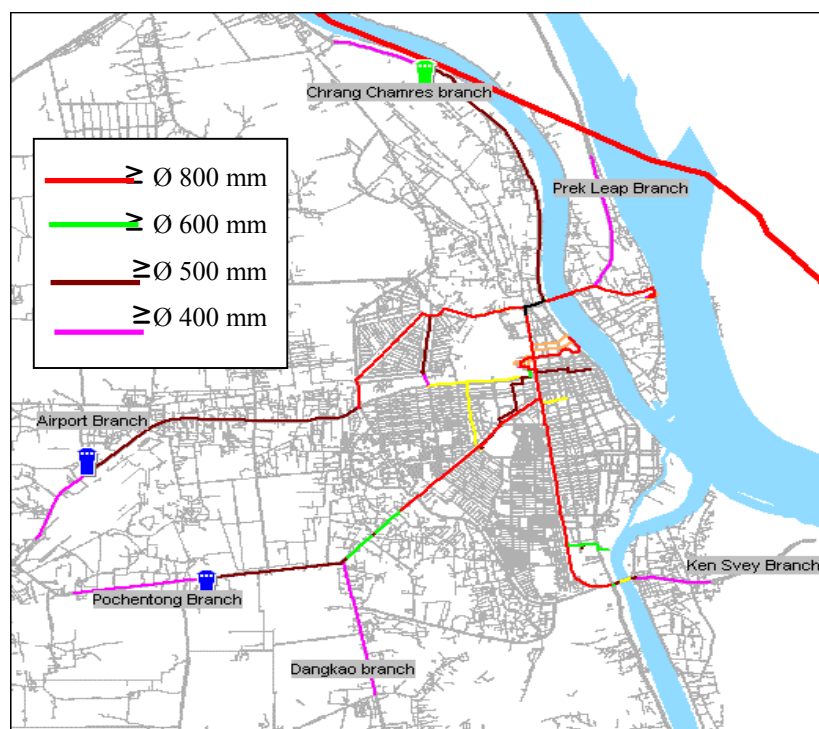 Chrang Chamres branch
≥ Ø 800 mm
≥ Ø 600 mm
≥ Ø 500 mm
≥ Ø 400 mm
Prek Leap Branch
Airport Branch
Ken Svey Branch
Pochentong Branch
Dangkao branch